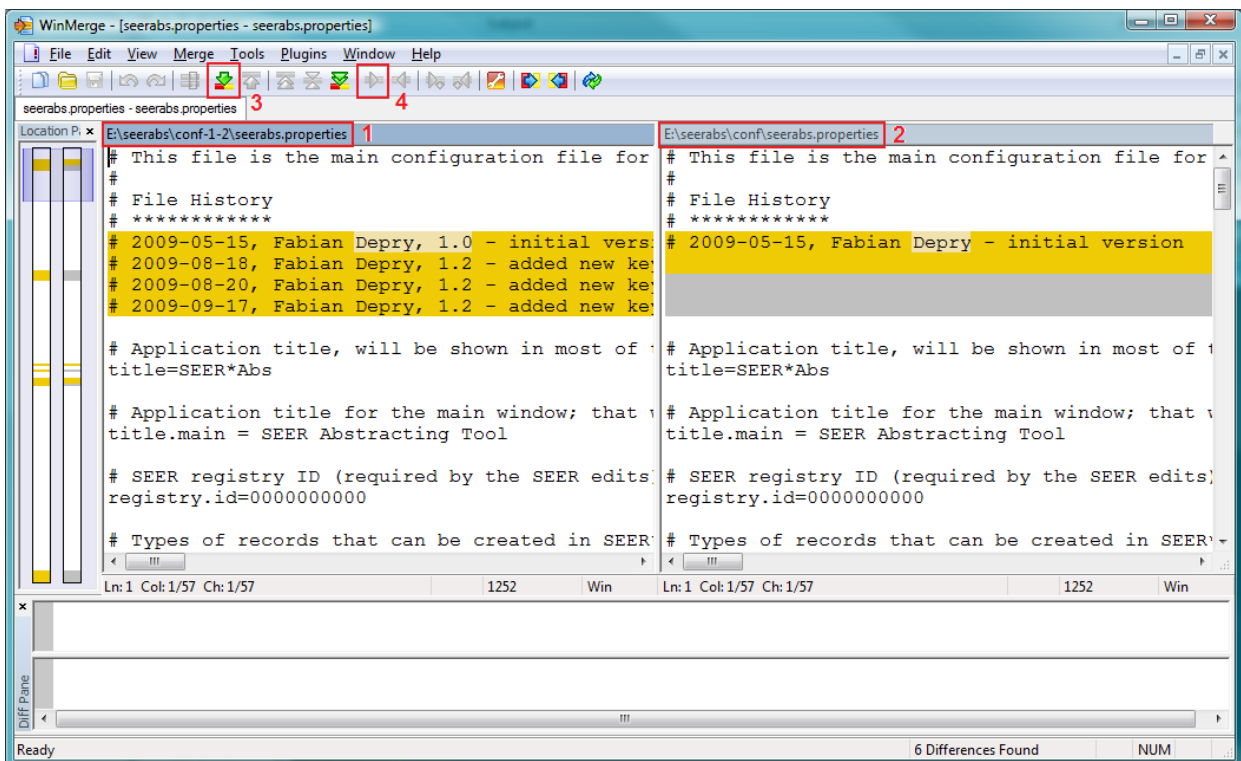 WinMerge - [seerabs.properties - seerabs.properties]
File Edit View Merge Tools Plugins Window Help
3 4
seerabs.properties - seerabs.properties
Location Pa
E:\seerabs\conf-1-2\seerabs.properties 1
# This file is the main configuration file for
#
# File History
# ************
# 2009-05-15, Fabian Depry, 1.0 - initial vers
# 2009-08-18, Fabian Depry, 1.2 - added new key
# 2009-08-20, Fabian Depry, 1.2 - added new key
# 2009-09-17, Fabian Depry, 1.2 - added new key
# Application title, will be shown in most of
title=SEER*Abs
# Application title for the main window; that
title.main = SEER Abstracting Tool
# SEER registry ID (required by the SEER edits)
registry.id=0000000000
# Types of records that can be created in SEER
Ln: 1 Col: 1/57 Ch: 1/57 1252 Win
E:\seerabs\conf\seerabs.properties 2
# This file is the main configuration file for
#
# File History
# ************
# 2009-05-15, Fabian Depry - initial version
# Application title, will be shown in most of t
title=SEER*Abs
# Application title for the main window; that w
title.main = SEER Abstracting Tool
# SEER registry ID (required by the SEER edits)
registry.id=0000000000
# Types of records that can be created in SEER*
Ln: 1 Col: 1/57 Ch: 1/57 1252 Win
Diff Pane
Ready 6 Differences Found NUM